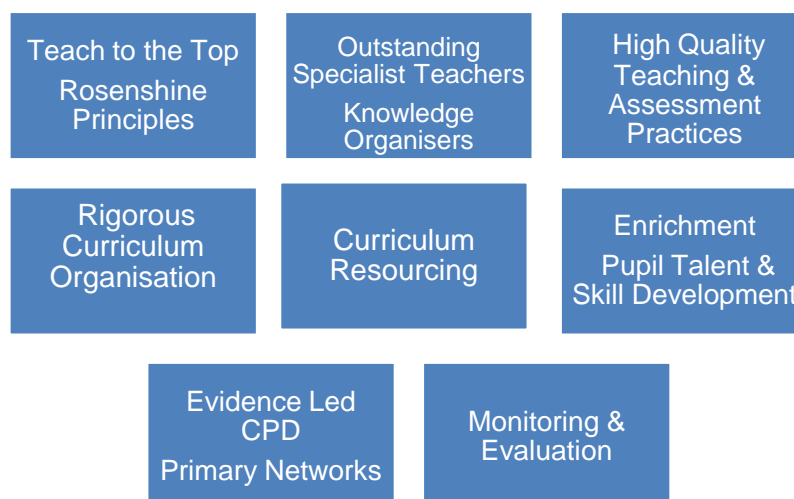 Teach to the Top
Rosenshine
Principles
Outstanding
Specialist Teachers
Knowledge
Organisers
High Quality
Teaching &
Assessment
Practices
Rigorous
Curriculum
Organisation
Curriculum
Resourcing
Enrichment
Pupil Talent &
Skill Development
Evidence Led
CPD
Primary Networks
Monitoring &
Evaluation